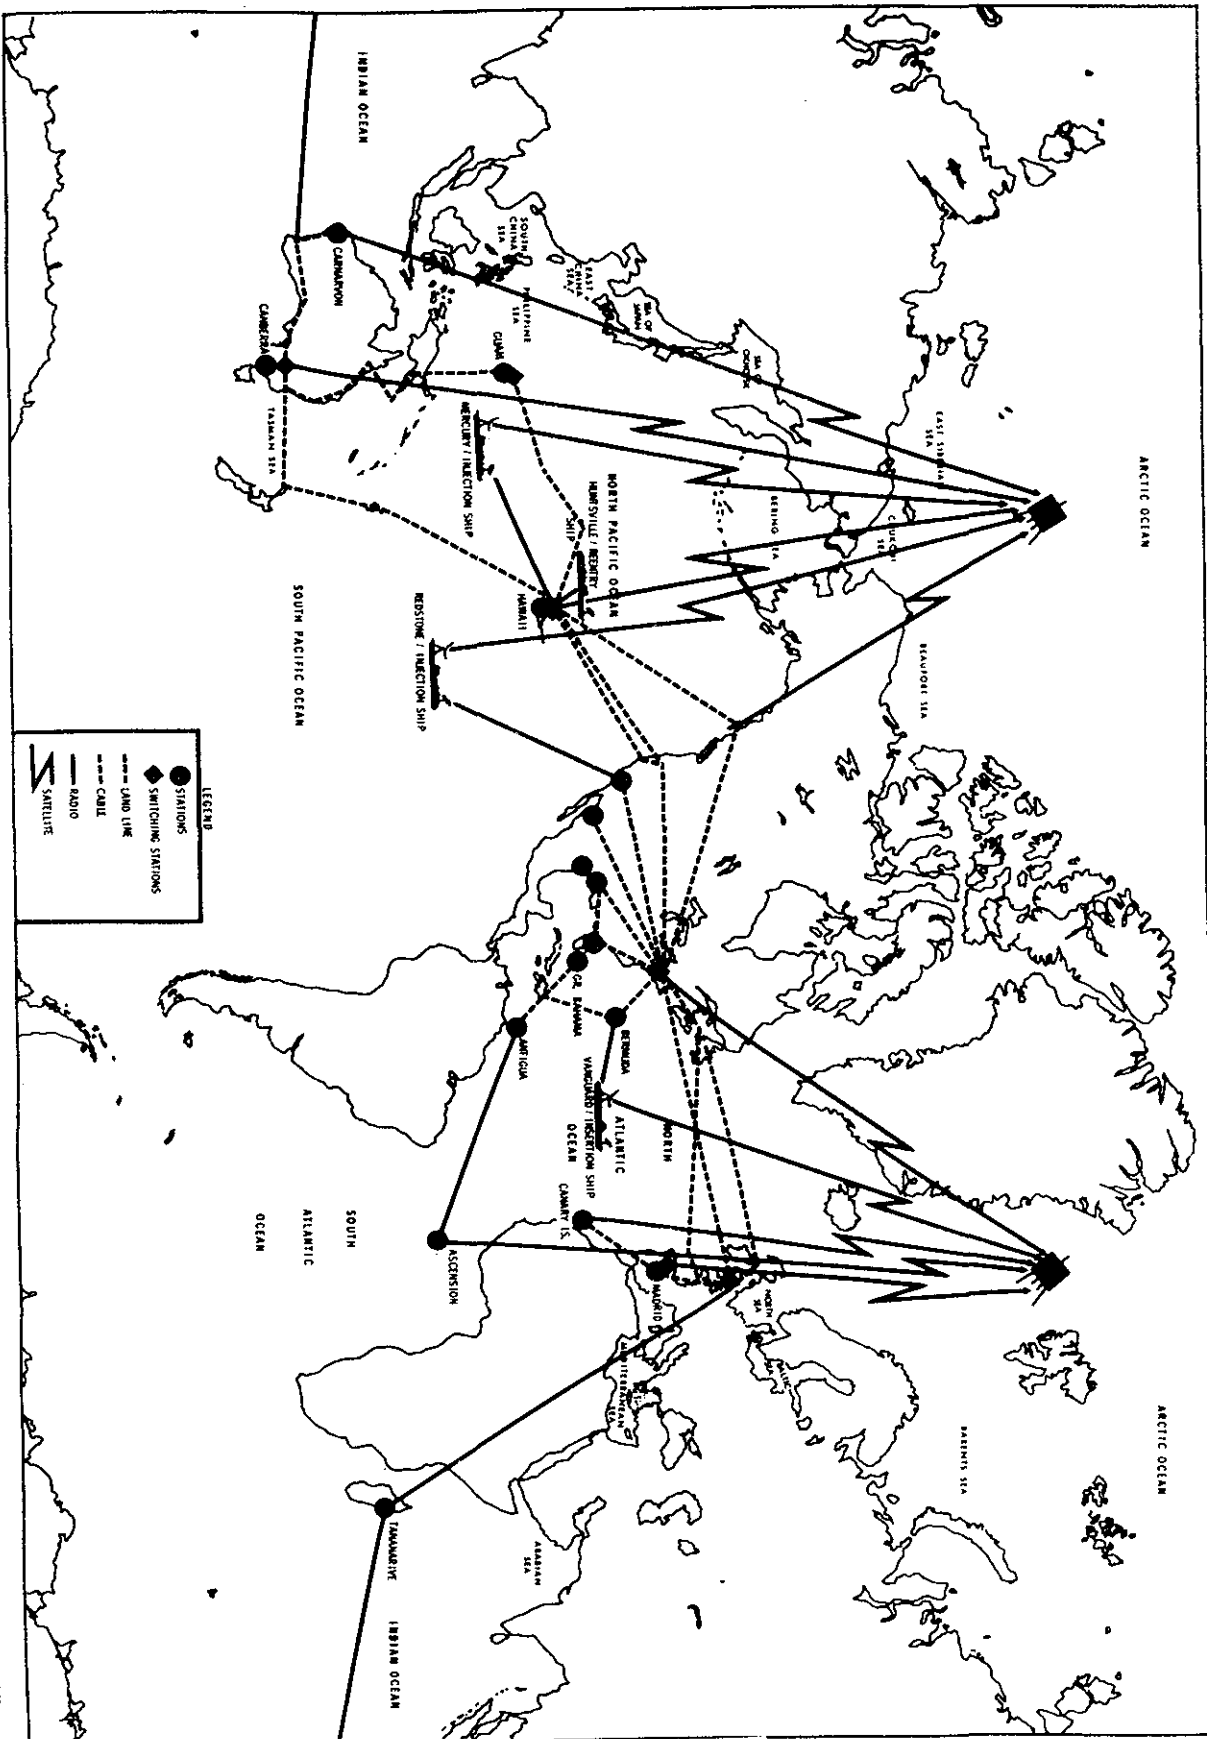 ARCTIC OCEAN
ARCTIC OCEAN
EAST SIBERIA
SEA
BEAUFORT SEA
BARENTS SEA
SEA OF
OKHOTSK
BERING SEA
CHUKCHI
SEA
SEA OF
JAPAN
EAST
CHINA
SEA
SOUTH
CHINA
SEA
PHILIPPINE
SEA
NORTH
SEA
BALTIC
SEA
NORTH PACIFIC OCEAN
HUNTSVILLE / REENTRY
SHIP
NORTH
ATLANTIC
OCEAN
BERMUDA
VANGUARD / INSERTION SHIP
MADRID
MEDITERRANEAN
SEA
GUAM
HAWAII
GR. BAHAMA
CANARY IS.
MERCURY / INJECTION SHIP
ANTIGUA
ARABIAN
SEA
REDSTONE / INJECTION SHIP
ASCENSION
INDIAN OCEAN
CARNARVON
TANANARIVE
INDIAN OCEAN
CANBERRA
TASMAN SEA
SOUTH PACIFIC OCEAN
SOUTH
ATLANTIC
OCEAN
LEGEND
STATIONS
SWITCHING STATIONS
LAND LINE
CABLE
RADIO
SATELLITE